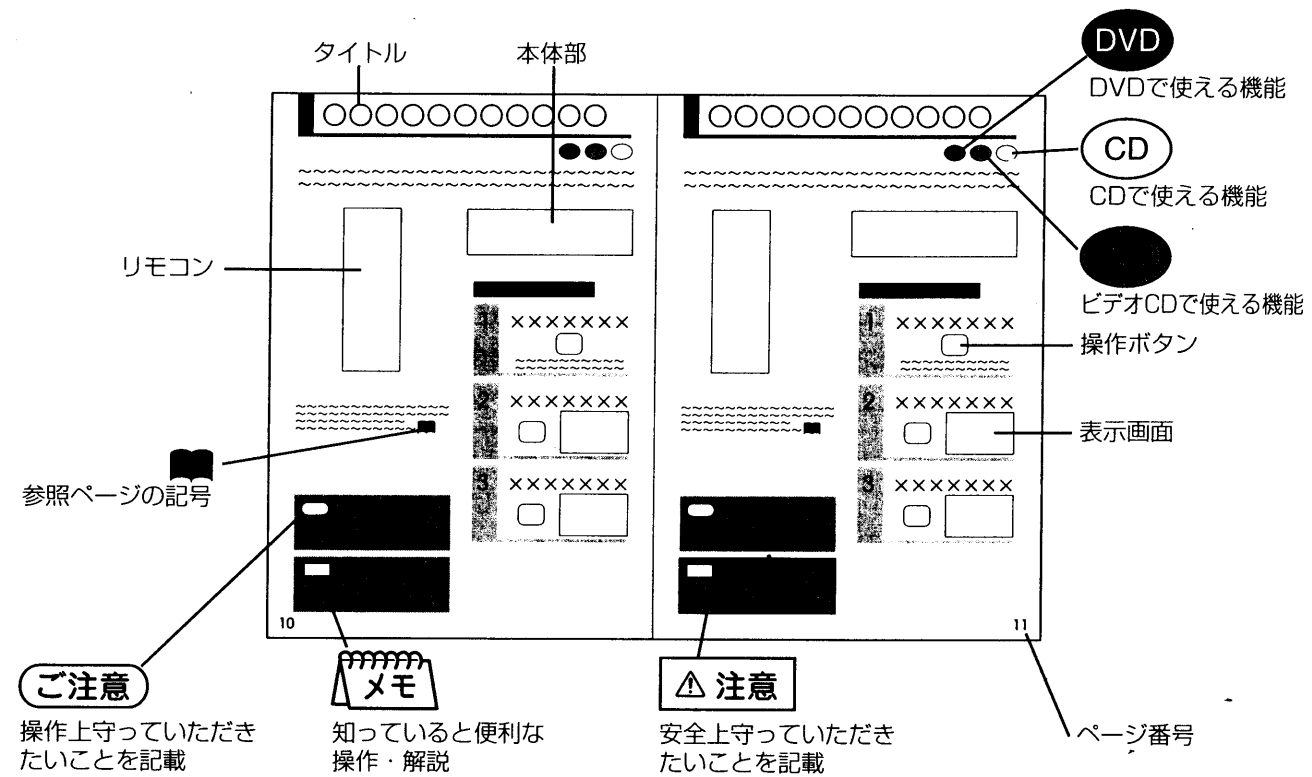 タイトル
本体部
DVD
DVDで使える機能
CD
CDで使える機能
ビデオCDで使える機能
リモコン
操作ボタン
表示画面
参照ページの記号
○○○○○○○○○○○○
○○○○○○○○○○○○
1 ×××××××
2 ×××××××
3 ×××××××
1 ×××××××
2 ×××××××
3 ×××××××
10
11
ご注意
操作上守っていただき
たいことを記載
メモ
知っていると便利な
操作・解説
⚠ 注意
安全上守っていただき
たいことを記載
ページ番号